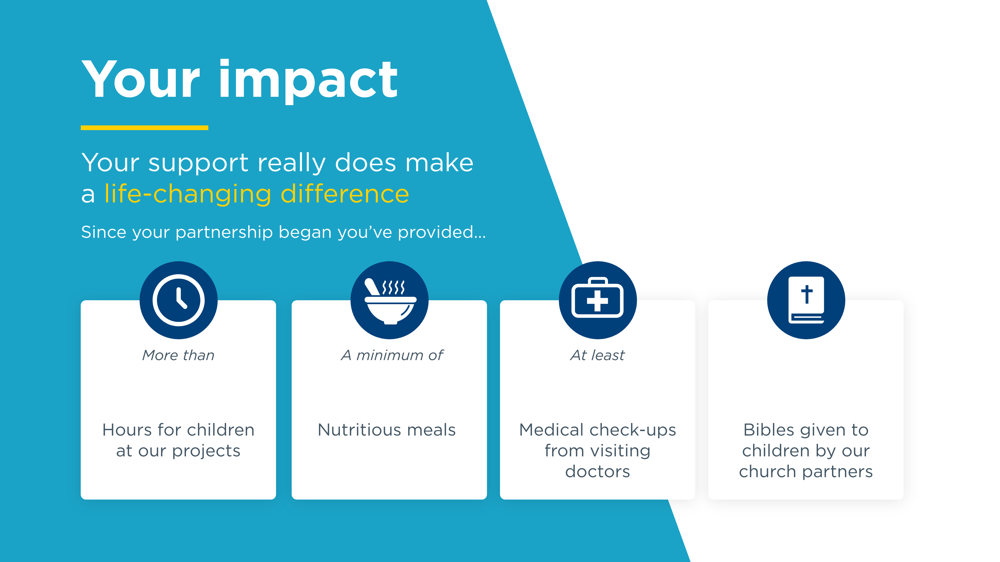 Your impact
Your support really does make
a life-changing difference
Since your partnership began you’ve provided...
More than
Hours for children
at our projects
A minimum of
Nutritious meals
At least
Medical check-ups
from visiting
doctors
Bibles given to
children by our
church partners